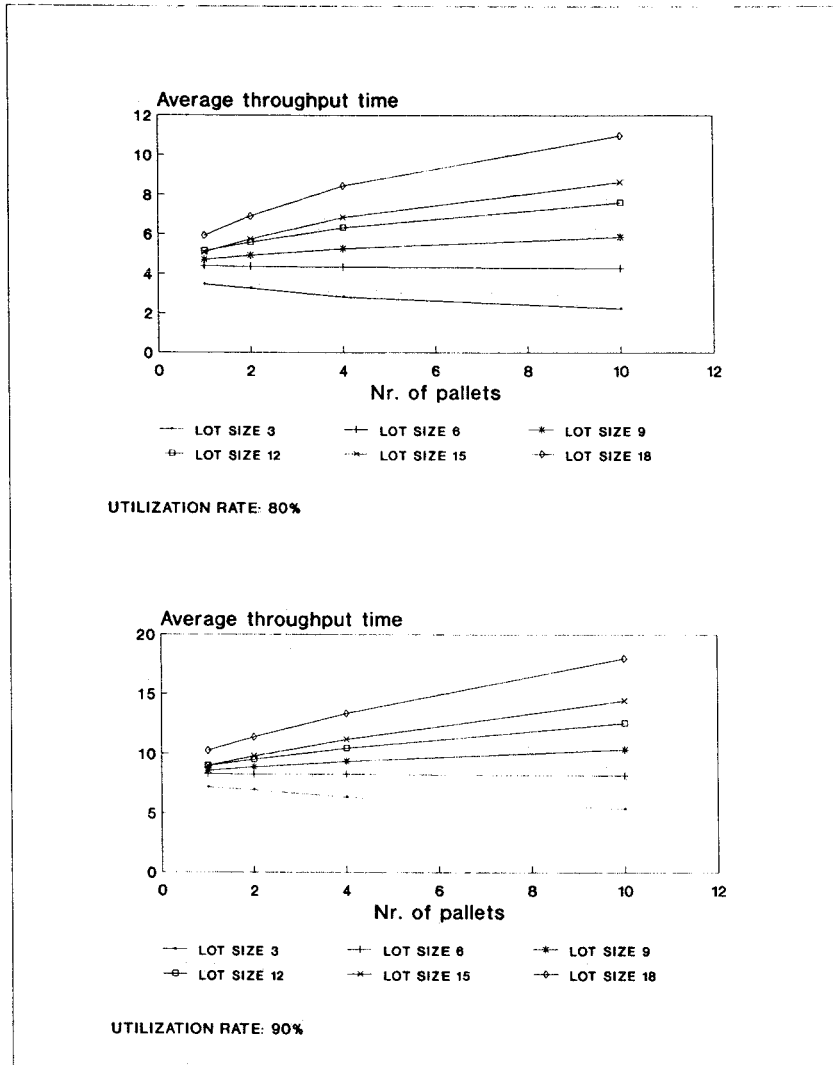 Average throughput time
12
10
8
6
4
2
0
0 2 4 6 8 10 12
Nr. of pallets
LOT SIZE 3 LOT SIZE 6 LOT SIZE 9
LOT SIZE 12 LOT SIZE 15 LOT SIZE 18
UTILIZATION RATE: 80%
Average throughput time
20
15
10
5
0
0 2 4 6 8 10 12
Nr. of pallets
LOT SIZE 3 LOT SIZE 6 LOT SIZE 9
LOT SIZE 12 LOT SIZE 15 LOT SIZE 18
UTILIZATION RATE: 90%